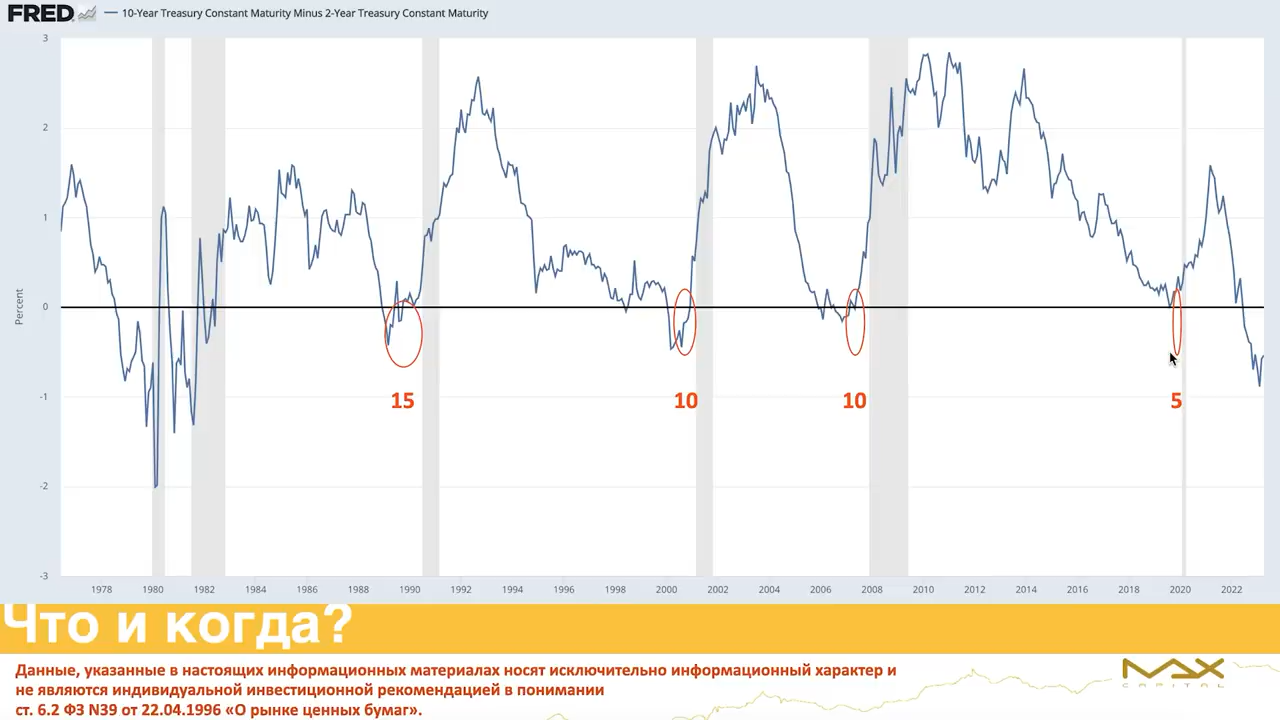 FRED — 10-Year Treasury Constant Maturity Minus 2-Year Treasury Constant Maturity
3
2
1
0
-1
-2
-3
Percent
15 10 10 5
1978 1980 1982 1984 1986 1988 1990 1992 1994 1996 1998 2000 2002 2004 2006 2008 2010 2012 2014 2016 2018 2020 2022
Что и когда?
Данные, указанные в настоящих информационных материалах носят исключительно информационный характер и
не являются индивидуальной инвестиционной рекомендацией в понимании
ст. 6.2 ФЗ N39 от 22.04.1996 «О рынке ценных бумаг».
MAX
CAPITAL